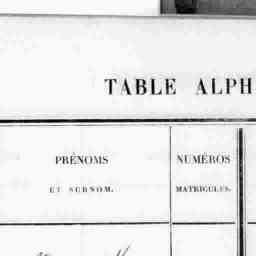 TABLE ALPH
PRÉNOMS
ET SURNOM.
NUMÉROS
MATRICULES.